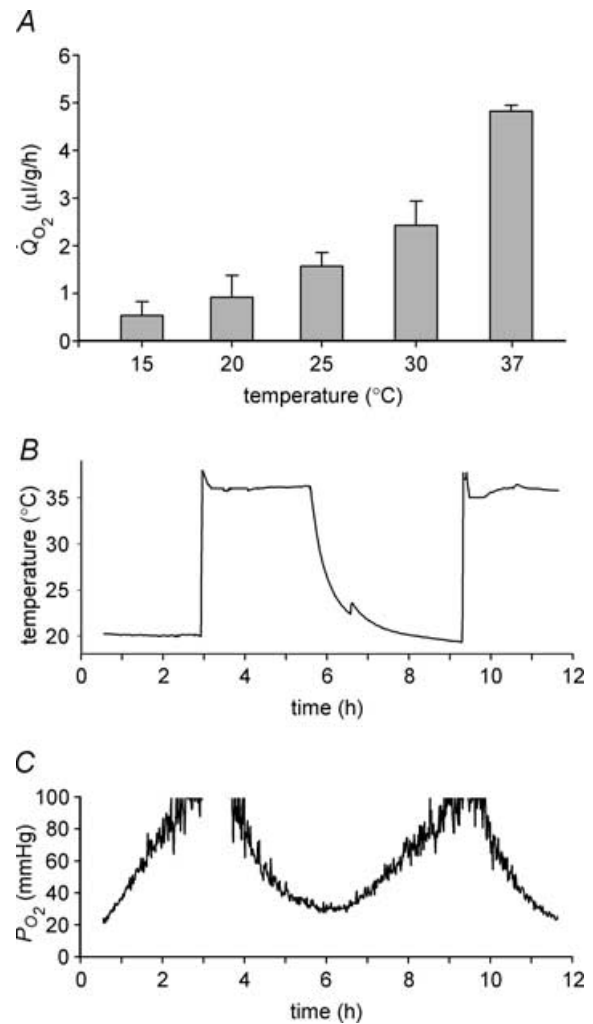 A
6
5
4
3
2
1
0
Q̇O₂ (µl/g/h)
15 20 25 30 37
temperature (°C)
B
35
30
25
20
temperature (°C)
0 2 4 6 8 10 12
time (h)
C
100
80
60
40
20
0
PO₂ (mmHg)
0 2 4 6 8 10 12
time (h)